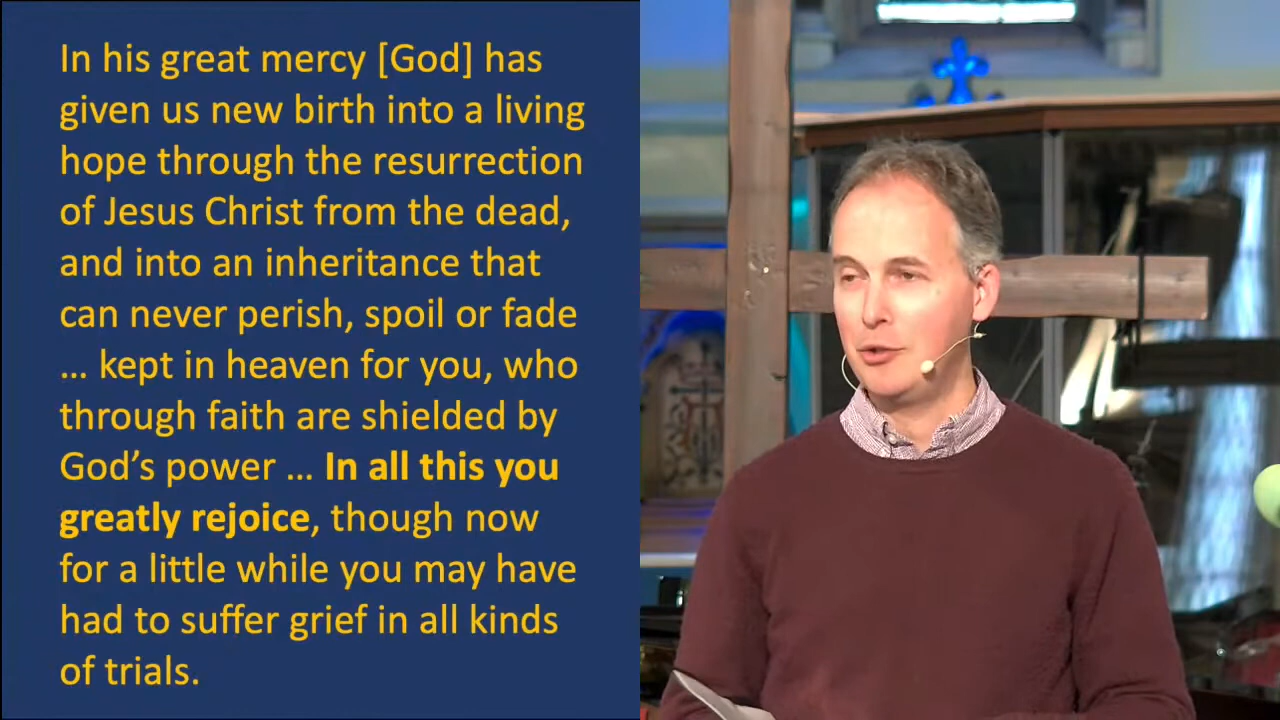 In his great mercy [God] has
given us new birth into a living
hope through the resurrection
of Jesus Christ from the dead,
and into an inheritance that
can never perish, spoil or fade
... kept in heaven for you, who
through faith are shielded by
God’s power ... In all this you
greatly rejoice, though now
for a little while you may have
had to suffer grief in all kinds
of trials.